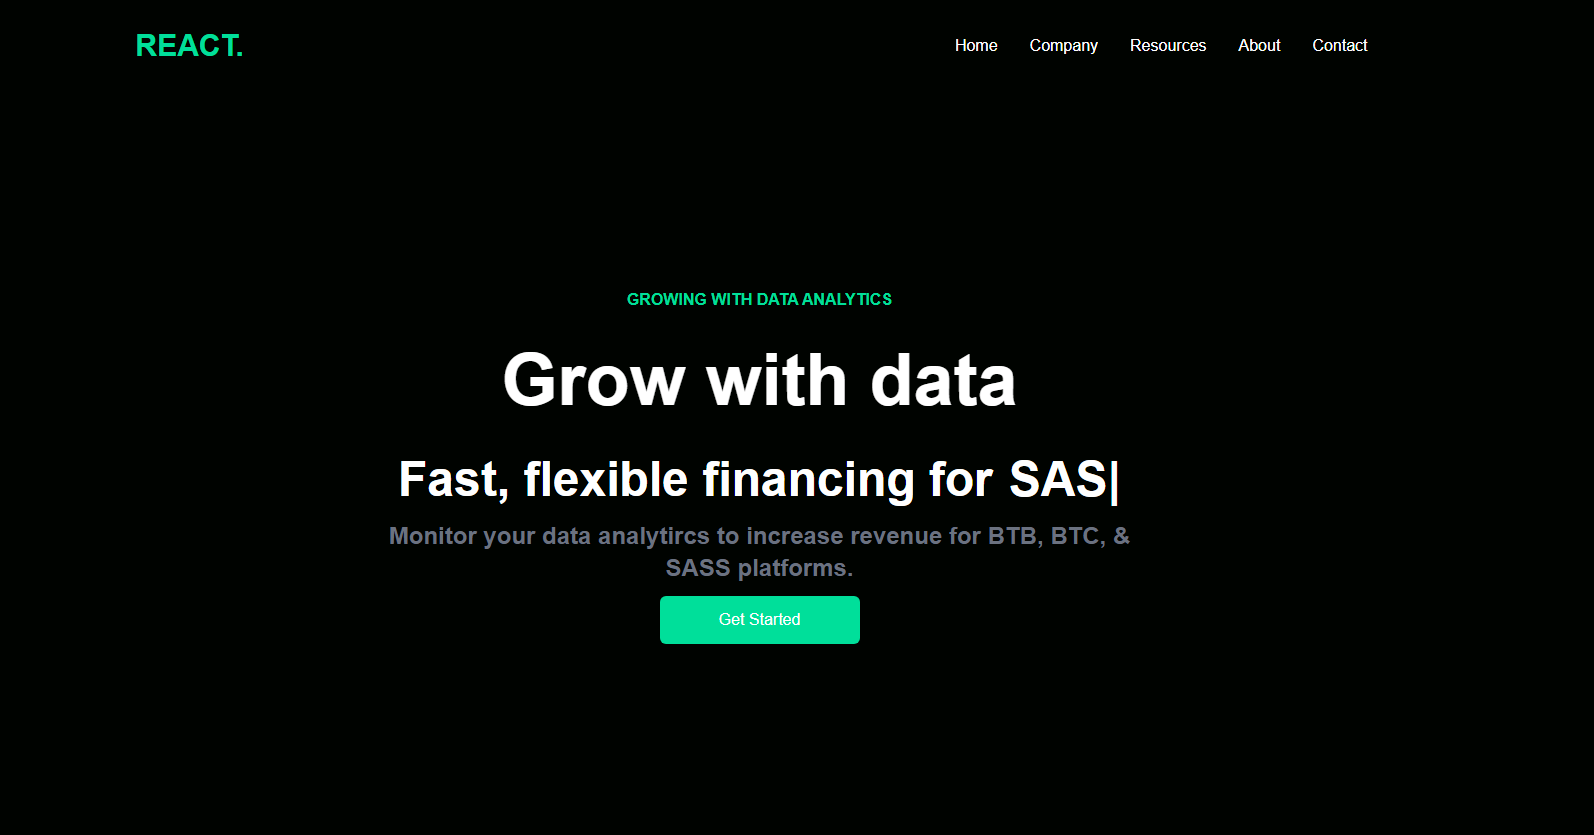 REACT.
Home Company Resources About Contact
GROWING WITH DATA ANALYTICS
Grow with data
Fast, flexible financing for SAS|
Monitor your data analytircs to increase revenue for BTB, BTC, &
SASS platforms.
Get Started